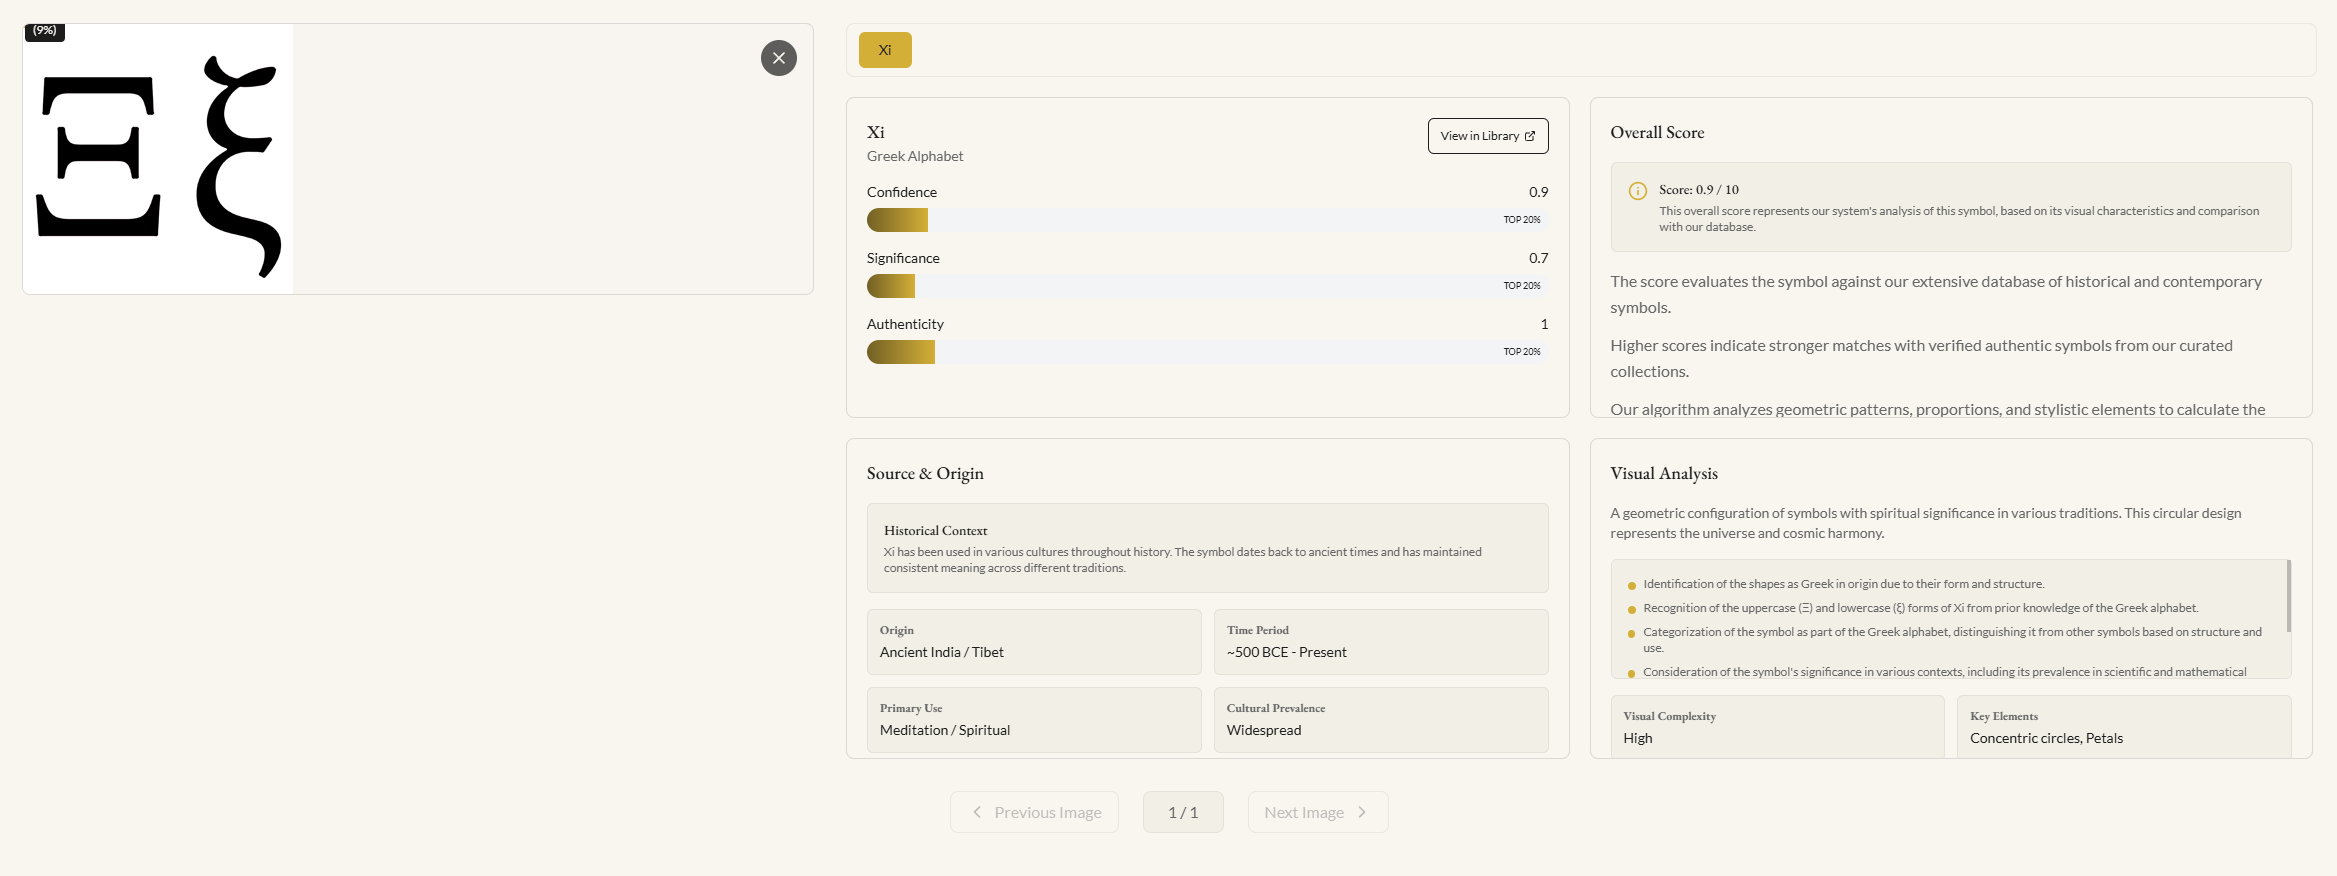 (9%)
Ξ ξ
Xi
Xi
View in Library
Greek Alphabet
Confidence
0.9
TOP 20%
Significance
0.7
TOP 20%
Authenticity
1
TOP 20%
Overall Score
Score: 0.9 / 10
This overall score represents our system's analysis of this symbol, based on its visual characteristics and comparison
with our database.
The score evaluates the symbol against our extensive database of historical and contemporary
symbols.
Higher scores indicate stronger matches with verified authentic symbols from our curated
collections.
Our algorithm analyzes geometric patterns, proportions, and stylistic elements to calculate the
Source & Origin
Historical Context
Xi has been used in various cultures throughout history. The symbol dates back to ancient times and has maintained
consistent meaning across different traditions.
Origin
Ancient India / Tibet
Time Period
~500 BCE - Present
Primary Use
Meditation / Spiritual
Cultural Prevalence
Widespread
Visual Analysis
A geometric configuration of symbols with spiritual significance in various traditions. This circular design
represents the universe and cosmic harmony.
Identification of the shapes as Greek in origin due to their form and structure.
Recognition of the uppercase (Ξ) and lowercase (ξ) forms of Xi from prior knowledge of the Greek alphabet.
Categorization of the symbol as part of the Greek alphabet, distinguishing it from other symbols based on structure and
use.
Consideration of the symbol's significance in various contexts, including its prevalence in scientific and mathematical
Visual Complexity
High
Key Elements
Concentric circles, Petals
Previous Image
1 / 1
Next Image